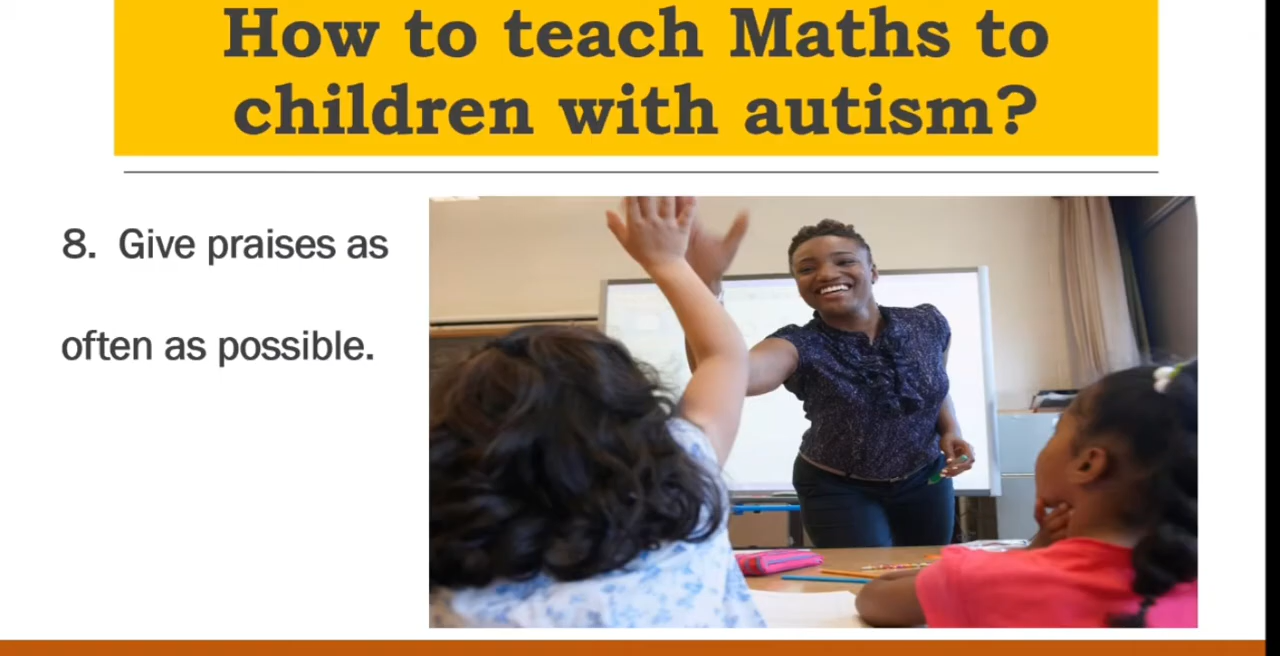 How to teach Maths to
children with autism?
8. Give praises as
often as possible.